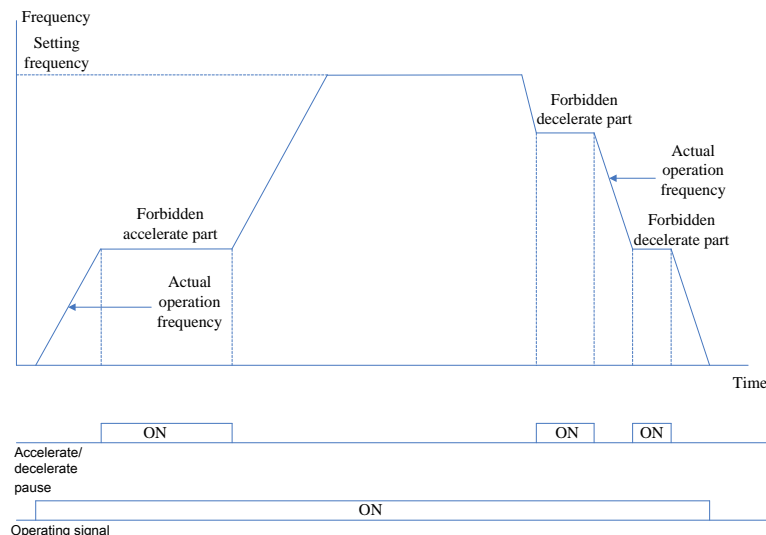 Frequency
Setting
frequency
Forbidden
decelerate part
Actual
operation
frequency
Forbidden
accelerate part
Forbidden
decelerate part
Actual
operation
frequency
Time
ON
ON
ON
Accelerate/
decelerate
pause
ON
Operating signal